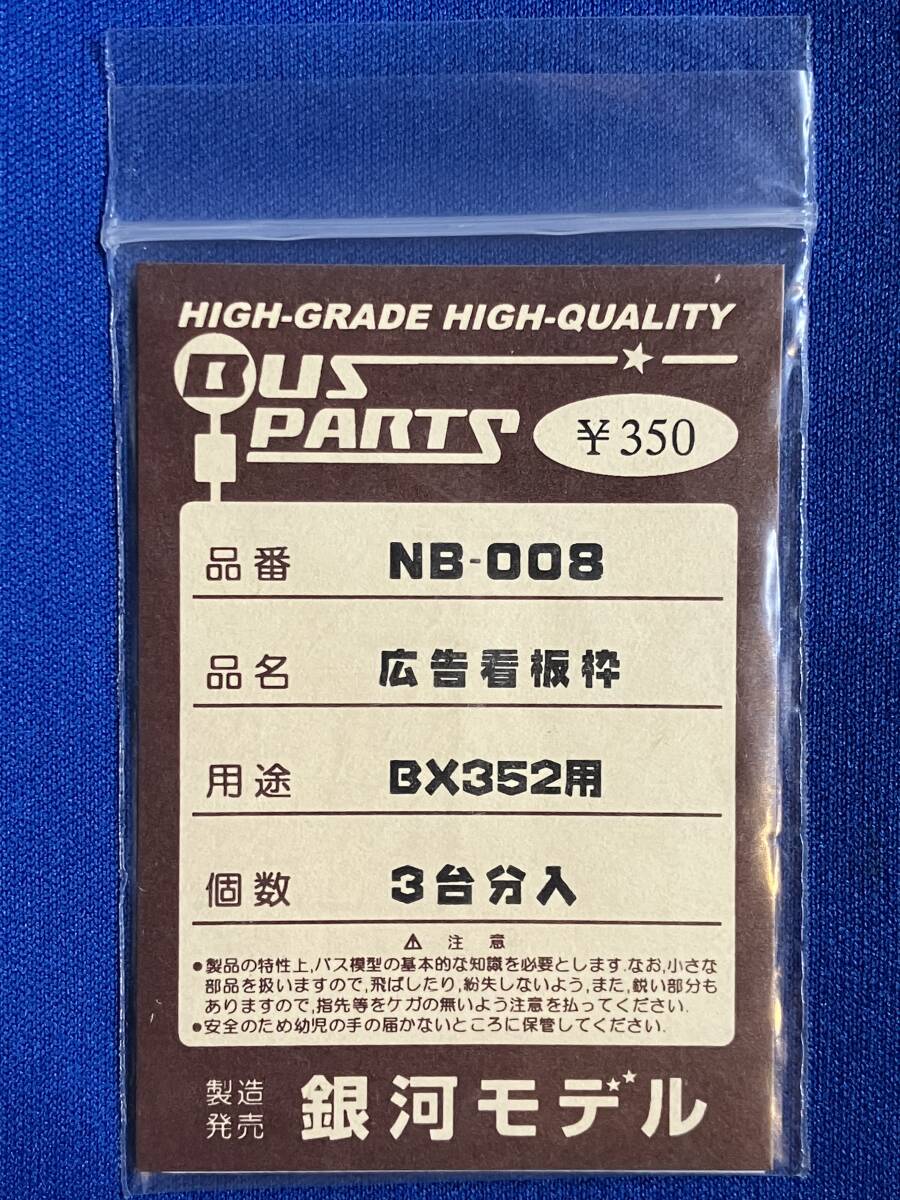 HIGH-GRADE HIGH-QUALITY
BUS
PARTS
¥350
品番 NB-008
品名 広告看板枠
用途 BX352用
個数 3台分入
⚠ 注意
●製品の特性上,バス模型の基本的な知識を必要とします.なお,小さな
部品を扱いますので,飛ばしたり,紛失しないよう,また,鋭い部分も
ありますので,指先等をケガの無いよう注意を払ってください.
●安全のため幼児の手の届かないところに保管してください.
製造
発売
銀河モデル